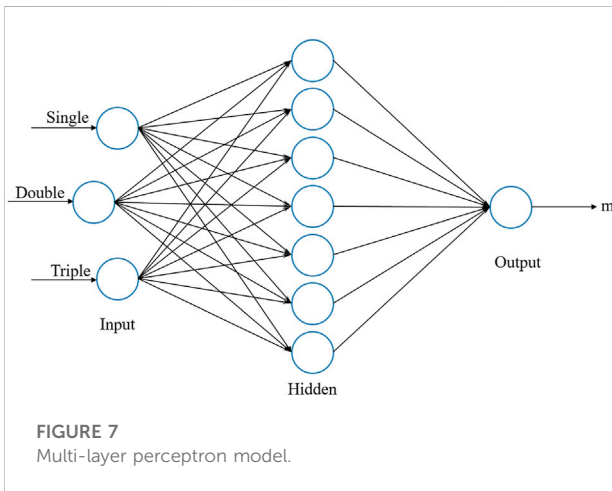 Single
Double
Triple
Input
Hidden
Output
m
FIGURE 7
Multi-layer perceptron model.